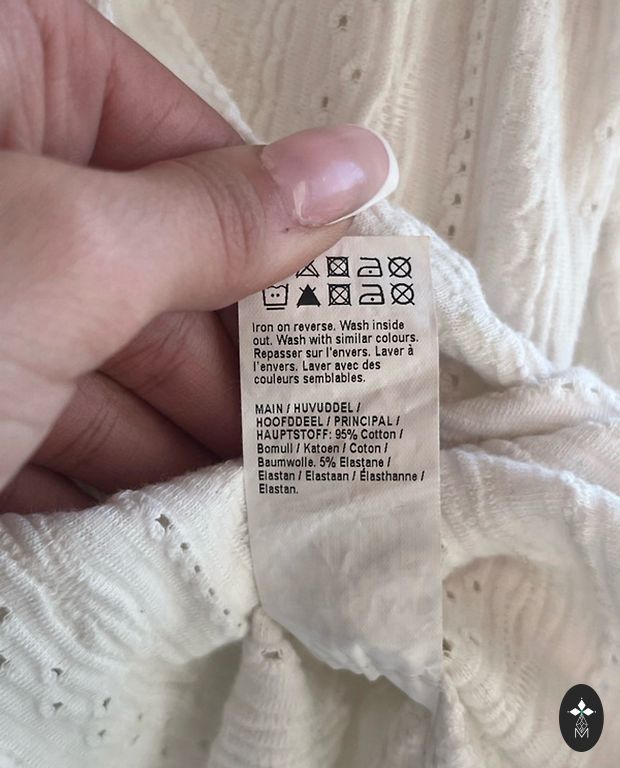 Iron on reverse. Wash inside
out. Wash with similar colours.
Repasser sur l'envers. Laver à
l'envers. Laver avec des
couleurs semblables.
MAIN / HUVUDDEL /
HOOFDDEEL / PRINCIPAL /
HAUPTSTOFF: 95% Cotton /
Bomull / Katoen / Coton /
Baumwolle. 5% Elastane /
Elastan / Elastaan / Élasthanne /
Elastan.
M